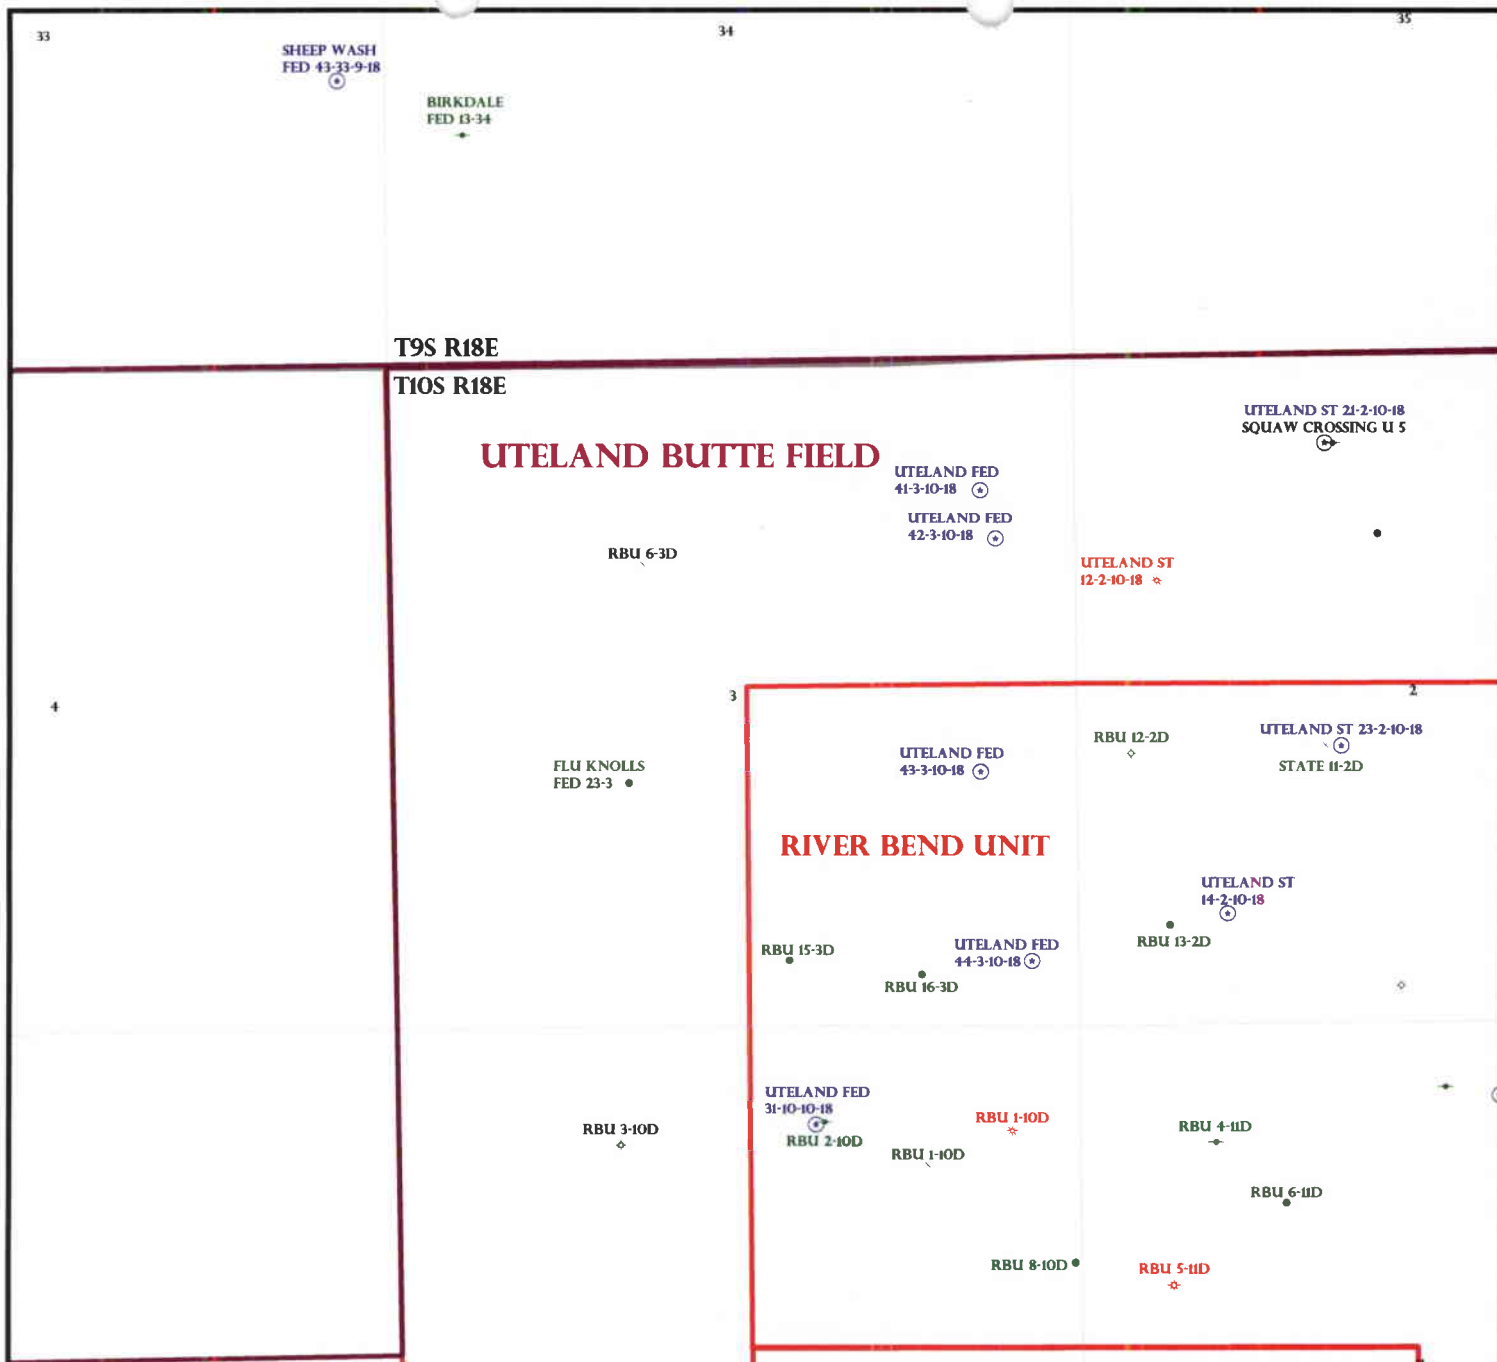 33
34
35
SHEEP WASH
FED 43-33-9-18
BIRKDALE
FED 13-34
T9S R18E
T10S R18E
UTELAND BUTTE FIELD
UTELAND ST 21-2-10-18
SQUAW CROSSING U 5
UTELAND FED
41-3-10-18
UTELAND FED
42-3-10-18
RBU 6-3D
UTELAND ST
12-2-10-18
4
3
2
FLU KNOLLS
FED 23-3
UTELAND FED
43-3-10-18
RBU 12-2D
UTELAND ST 23-2-10-18
STATE 11-2D
RIVER BEND UNIT
UTELAND ST
14-2-10-18
RBU 13-2D
RBU 15-3D
UTELAND FED
44-3-10-18
RBU 16-3D
UTELAND FED
31-10-10-18
RBU 2-10D
RBU 3-10D
RBU 1-10D
RBU 1-10D
RBU 4-11D
RBU 6-11D
RBU 8-10D
RBU 5-11D